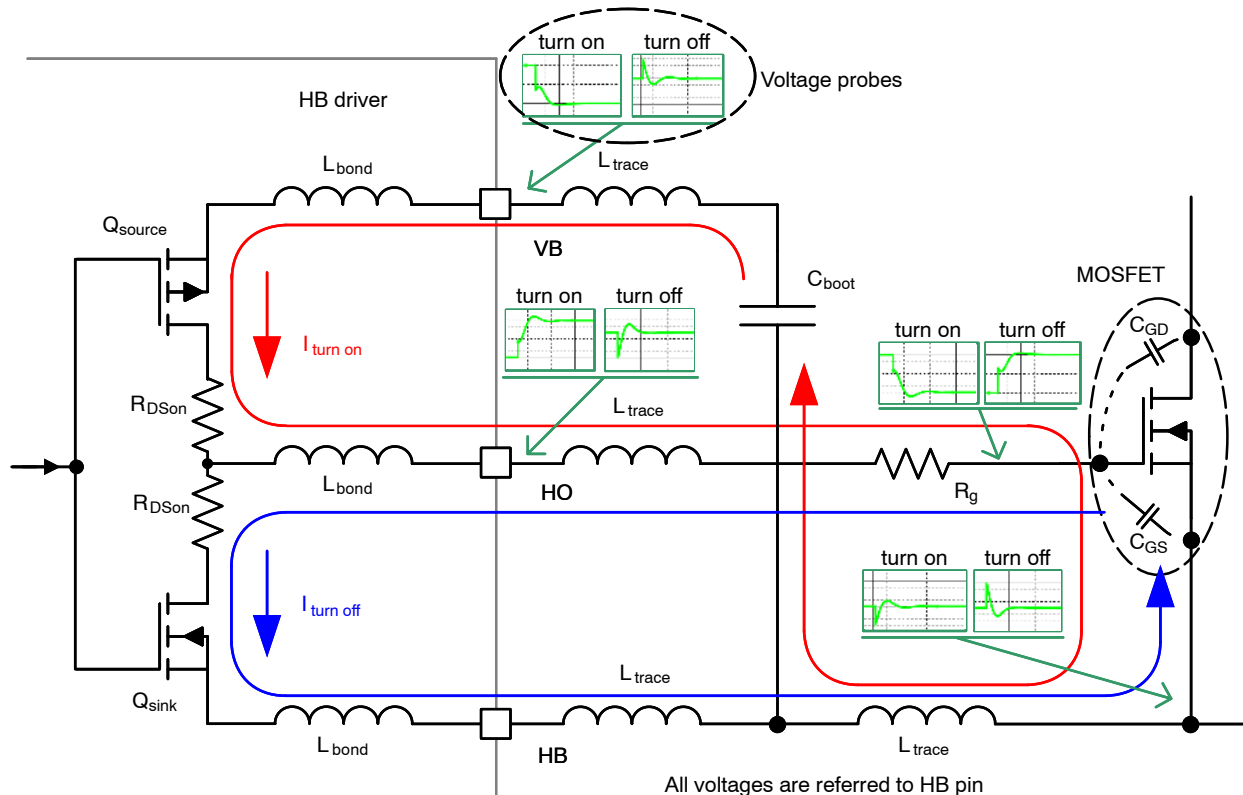 turn on turn off
Voltage probes
HB driver
L bond
L trace
Q source
VB
C boot
MOSFET
turn on turn off
turn on turn off
C GD
I turn on
R DSon
L trace
L bond
HO
R g
R DSon
C GS
turn on turn off
I turn off
L trace
Q sink
L bond
HB
L trace
All voltages are referred to HB pin